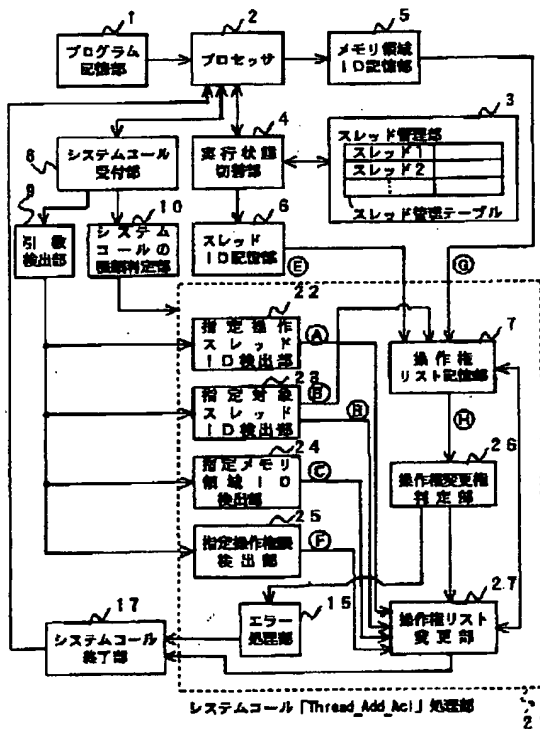 1
プログラム
記憶部
2
プロセッサ
5
メモリ領域
ID記憶部
3
スレッド管理部
スレッド1
スレッド2
スレッド管理テーブル
4
実行状態
切替部
8
システムコール
受付部
9
引数
検出部
10
システム
コールの
種類判定部
6
スレッド
ID記憶部
E
G
22
指定操作
スレッド
ID検出部
A
23
指定対象
スレッド
ID検出部
B
B
24
指定メモリ
領域ID
検出部
C
25
指定操作権限
検出部
F
7
操作権
リスト記憶部
H
26
操作権変更権
判定部
27
操作権リスト
変更部
15
エラー
処理部
17
システムコール
終了部
システムコール「Thread_Add_Acl」処理部
2